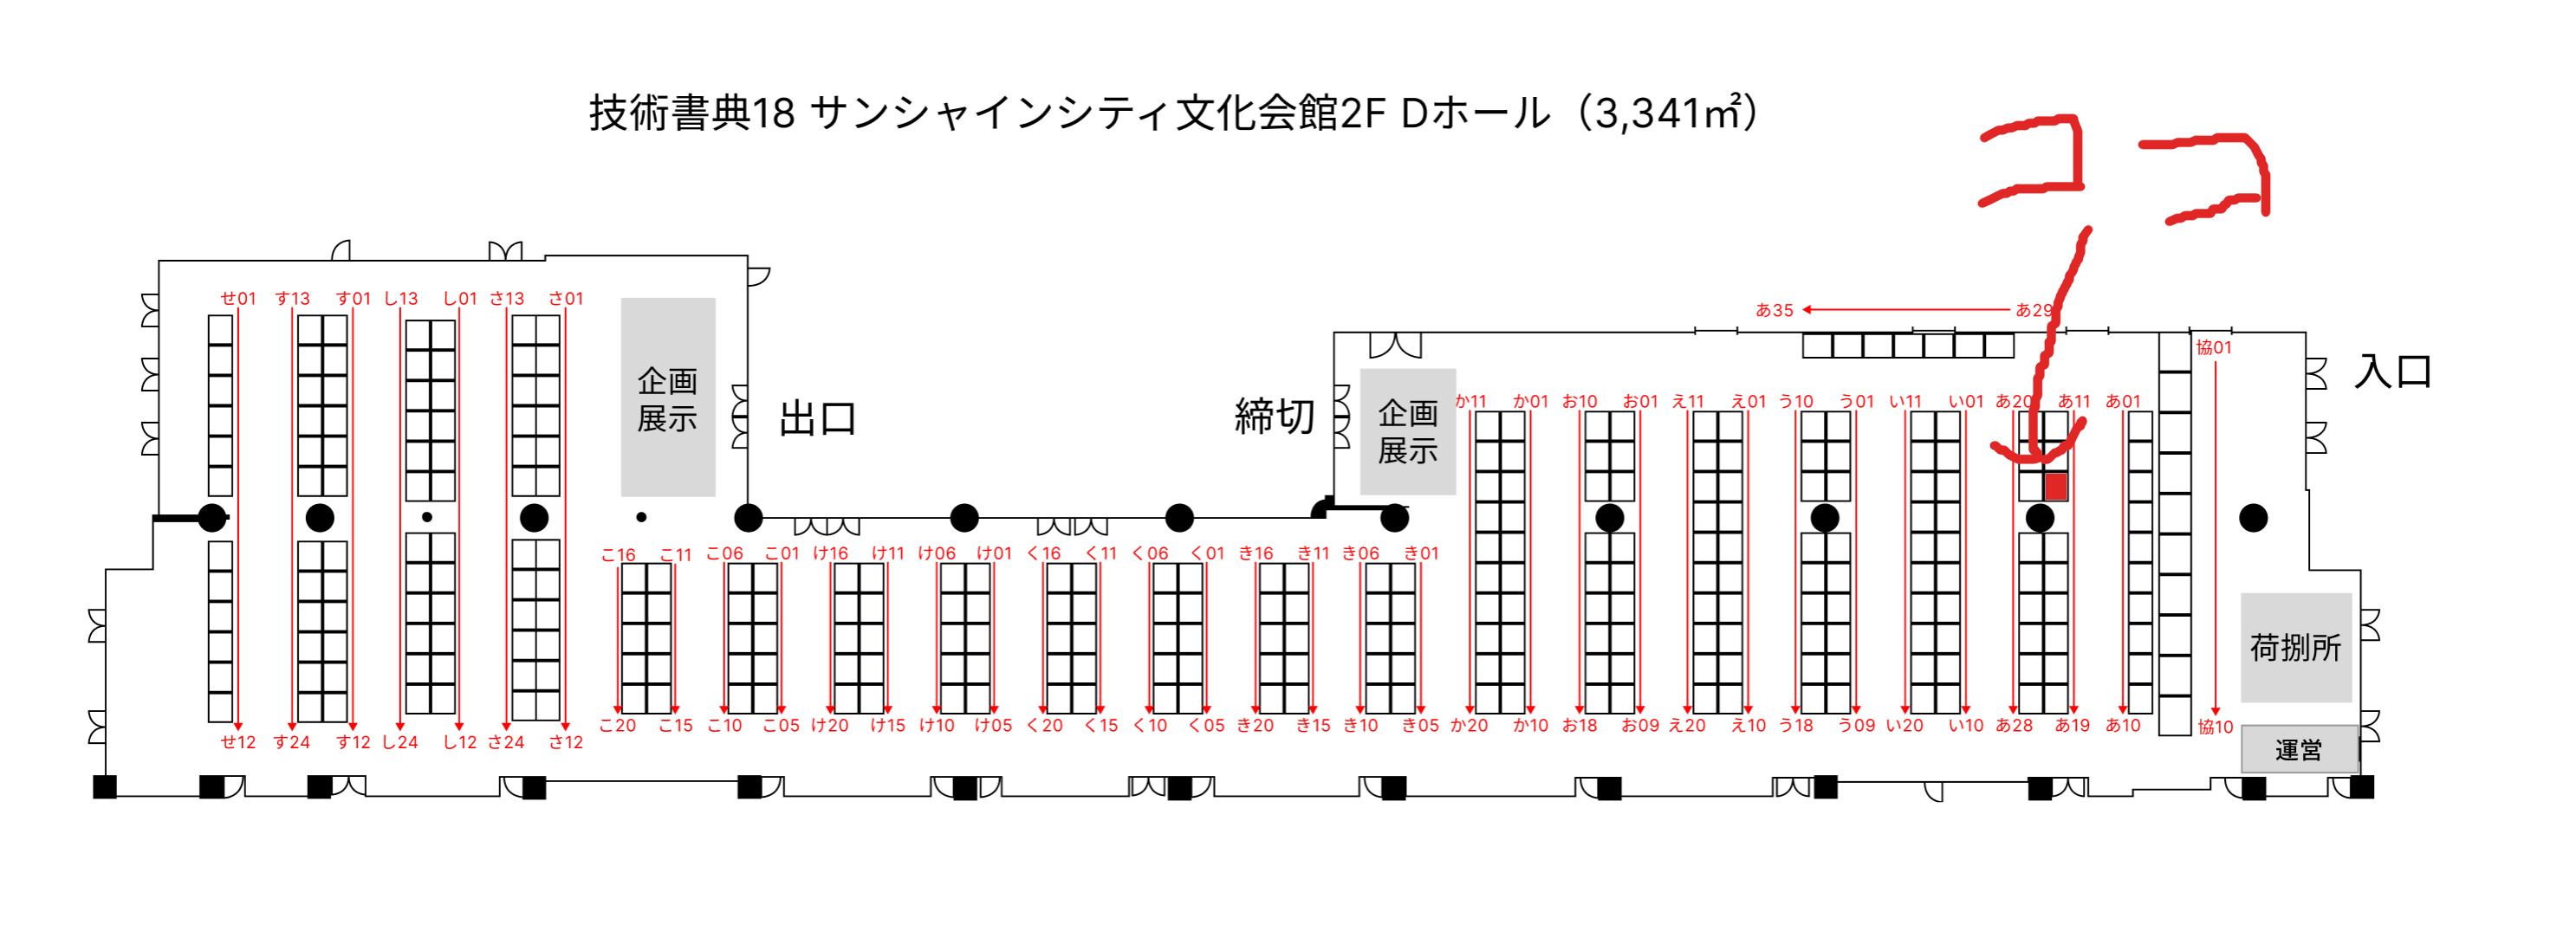 技術書典18 サンシャインシティ文化会館2F Dホール（3,341㎡）
ココ
あ35 あ29
せ01 す13 す01 し13 し01 さ13 さ01
企画
展示
出口
締切
企画
展示
協01
入口
か11 か01 お10 お01 え11 え01 う10 う01 い11 い01 あ20 あ11 あ01
こ16 こ11 こ06 こ01 け16 け11 け06 け01 く16 く11 く06 く01 き16 き11 き06 き01
荷捌所
こ20 こ15 こ10 こ05 け20 け15 け10 け05 く20 く15 く10 く05 き20 き15 き10 き05 か20 か10 お18 お09 え20 え10 う18 う09 い20 い10 あ28 あ19 あ10 協10
せ12 す24 す12 し24 し12 さ24 さ12
運営